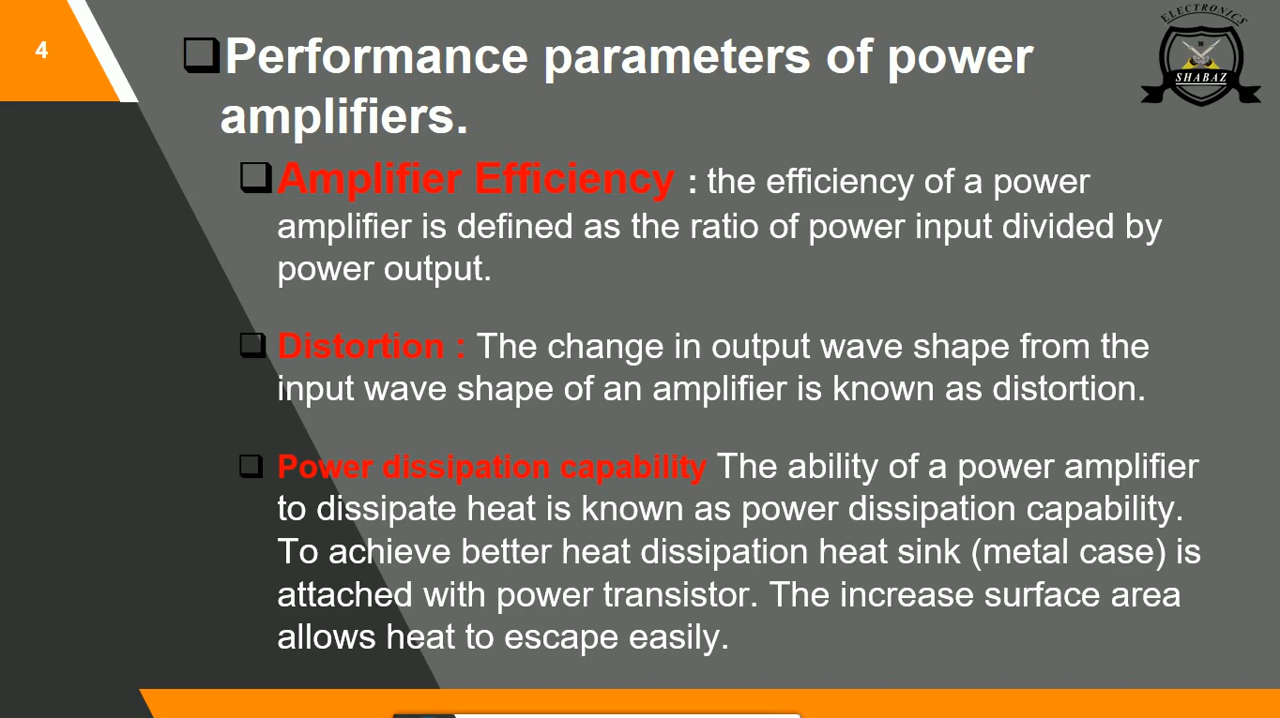 4
ELECTRONICS
SHABAZ
Performance parameters of power
amplifiers.
Amplifier Efficiency : the efficiency of a power
amplifier is defined as the ratio of power input divided by
power output.
Distortion : The change in output wave shape from the
input wave shape of an amplifier is known as distortion.
Power dissipation capability The ability of a power amplifier
to dissipate heat is known as power dissipation capability.
To achieve better heat dissipation heat sink (metal case) is
attached with power transistor. The increase surface area
allows heat to escape easily.